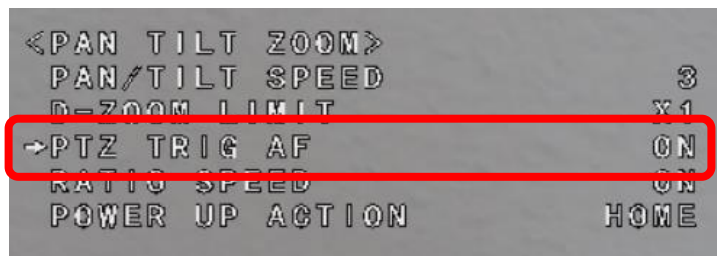 <PAN TILT ZOOM>
PAN/TILT SPEED 3
D-ZOOM LIMIT X1
→PTZ TRIG AF ON
RATIO SPEED ON
POWER UP ACTION HOME